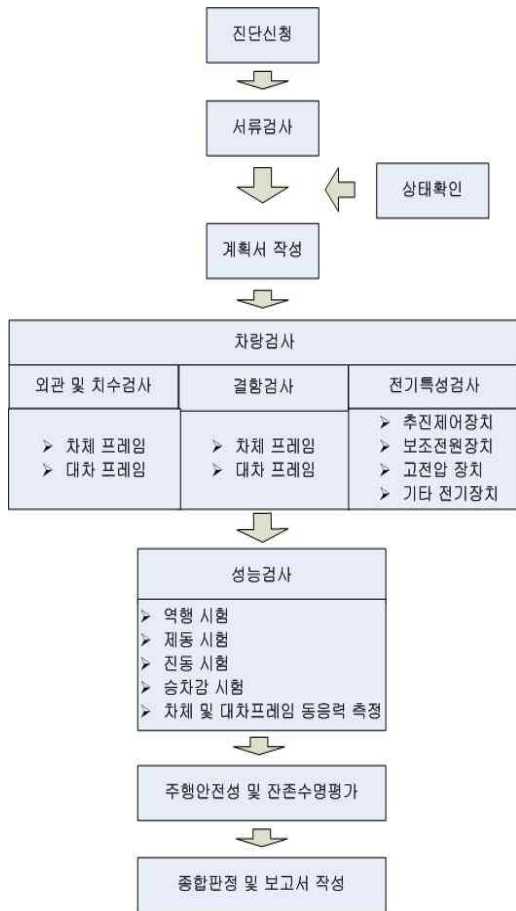 진단신청
서류검사
상태확인
계획서 작성
차량검사
외관 및 치수검사
결함검사
전기특성검사
➢ 차체 프레임
➢ 대차 프레임
➢ 차체 프레임
➢ 대차 프레임
➢ 추진제어장치
➢ 보조전원장치
➢ 고전압 장치
➢ 기타 전기장치
성능검사
➢ 역행 시험
➢ 제동 시험
➢ 진동 시험
➢ 승차감 시험
➢ 차체 및 대차프레임 동응력 측정
주행안전성 및 잔존수명평가
종합판정 및 보고서 작성